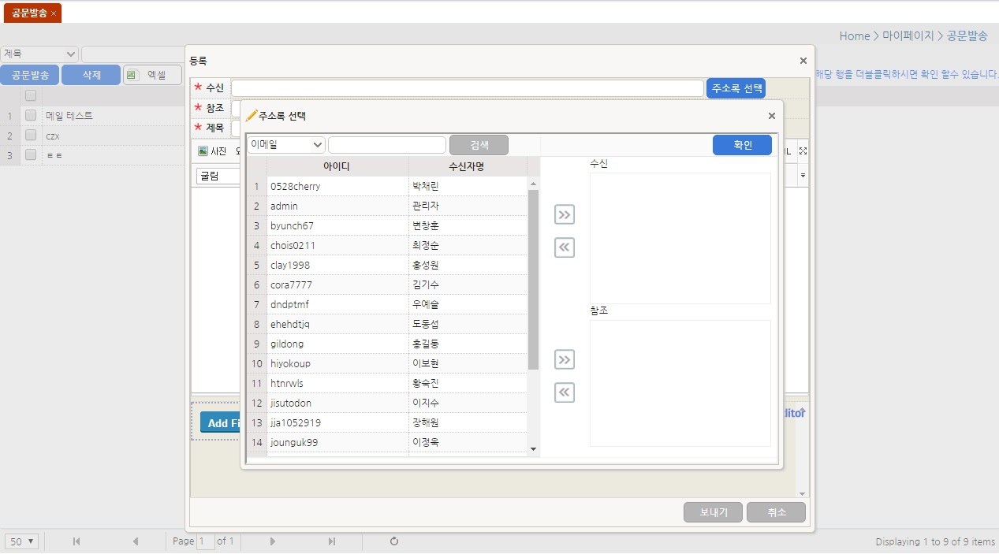 공문발송 ×
Home > 마이페이지 > 공문발송
제목
공문발송 삭제 엑셀
해당 행을 더블클릭하시면 확인 할수 있습니다.
1 메일 테스트
2 czx
3 ㅌㅌ
등록 ×
* 수신 주소록 선택
* 참조
* 제목
사진
굴림
주소록 선택 ×
이메일 검색 확인
아이디 수신자명
1 0528cherry 박채린
2 admin 관리자
3 byunch67 변창훈
4 chois0211 최정순
5 clay1998 홍성원
6 cora7777 김기수
7 dndptmf 우예슬
8 ehehdtjq 도동섭
9 gildong 홍길동
10 hiyokoup 이보현
11 htnrwls 황숙진
12 jisutodon 이지수
13 jja1052919 장해원
14 jounguk99 이정욱
수신
참조
Add Fi
ditor
보내기 취소
50 Page 1 of 1
Displaying 1 to 9 of 9 items